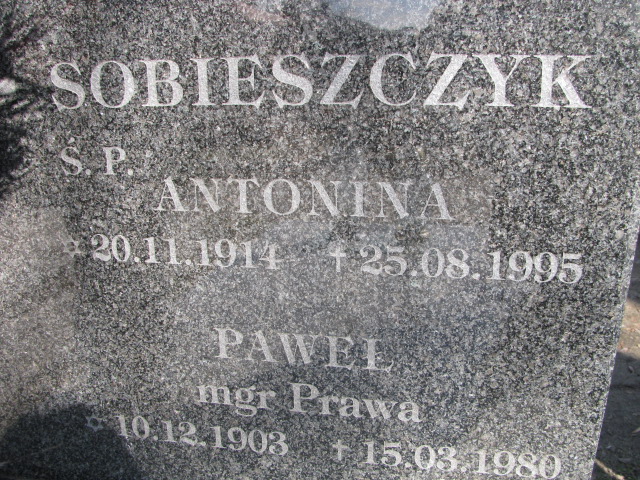 SOBIESZCZYK
Ś. P.
ANTONINA
* 20.11.1914 † 25.08.1995
PAWEŁ
mgr Prawa
* 10.12.1903 † 15.03.1980